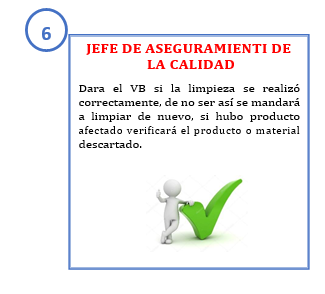 6
JEFE DE ASEGURAMIENTI DE
LA CALIDAD
Dara el VB si la limpieza se realizó
correctamente, de no ser así se mandará
a limpiar de nuevo, si hubo producto
afectado verificará el producto o material
descartado.